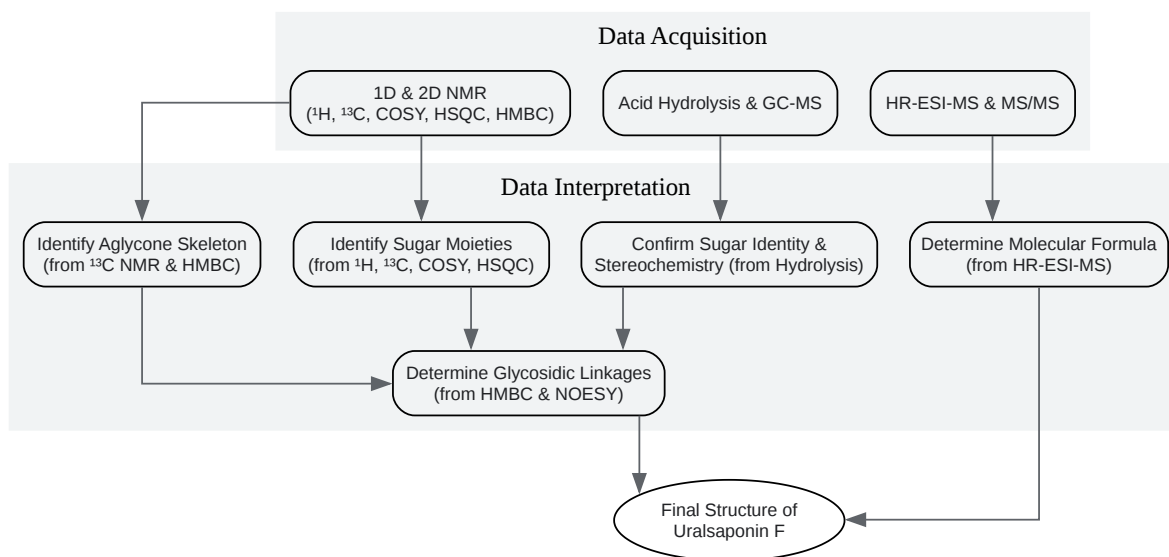 Data Acquisition
1D & 2D NMR
(¹H, ¹³C, COSY, HSQC, HMBC)
Acid Hydrolysis & GC-MS
HR-ESI-MS & MS/MS
Data Interpretation
Identify Aglycone Skeleton
(from ¹³C NMR & HMBC)
Identify Sugar Moieties
(from ¹H, ¹³C, COSY, HSQC)
Confirm Sugar Identity &
Stereochemistry (from Hydrolysis)
Determine Molecular Formula
(from HR-ESI-MS)
Determine Glycosidic Linkages
(from HMBC & NOESY)
Final Structure of
Uralsaponin F